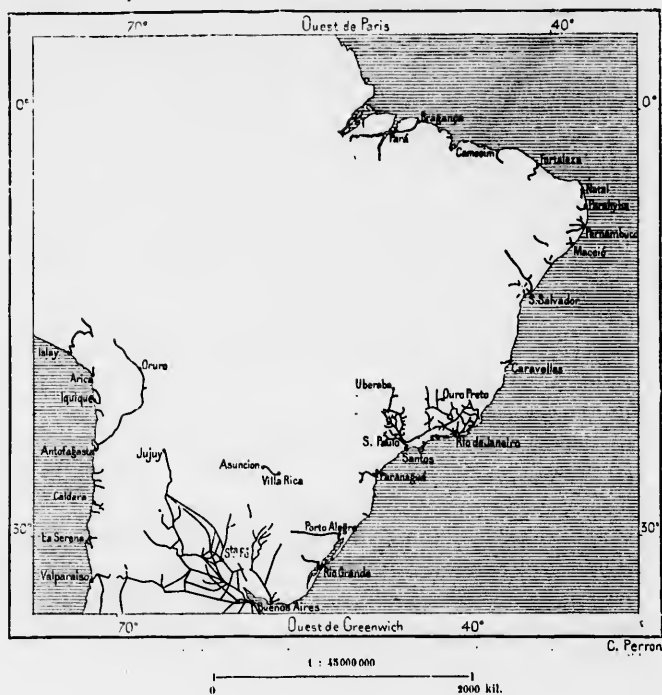 70° Ouest de Paris 40°
0° 0°
Bragança
Pará
Camocim
Fortaleza
Natal
Parahyba
Pernambuco
Maceió
S. Salvador
Islay
Oruro
Arica
Iquique
Caravellas
Uberaba
Ouro Preto
Antofagasta
Jujuy
S. Paulo
Rio de Janeiro
Santos
Asuncion
Villa Rica
Paranaguá
Caldera
Porto Alegre
30° 30°
La Serena
Sta Fé
Valparaiso
Rio Grande
Buenos Aires
70° Ouest de Greenwich 40°
C. Perron
1 : 45000000
0 2000 kil.